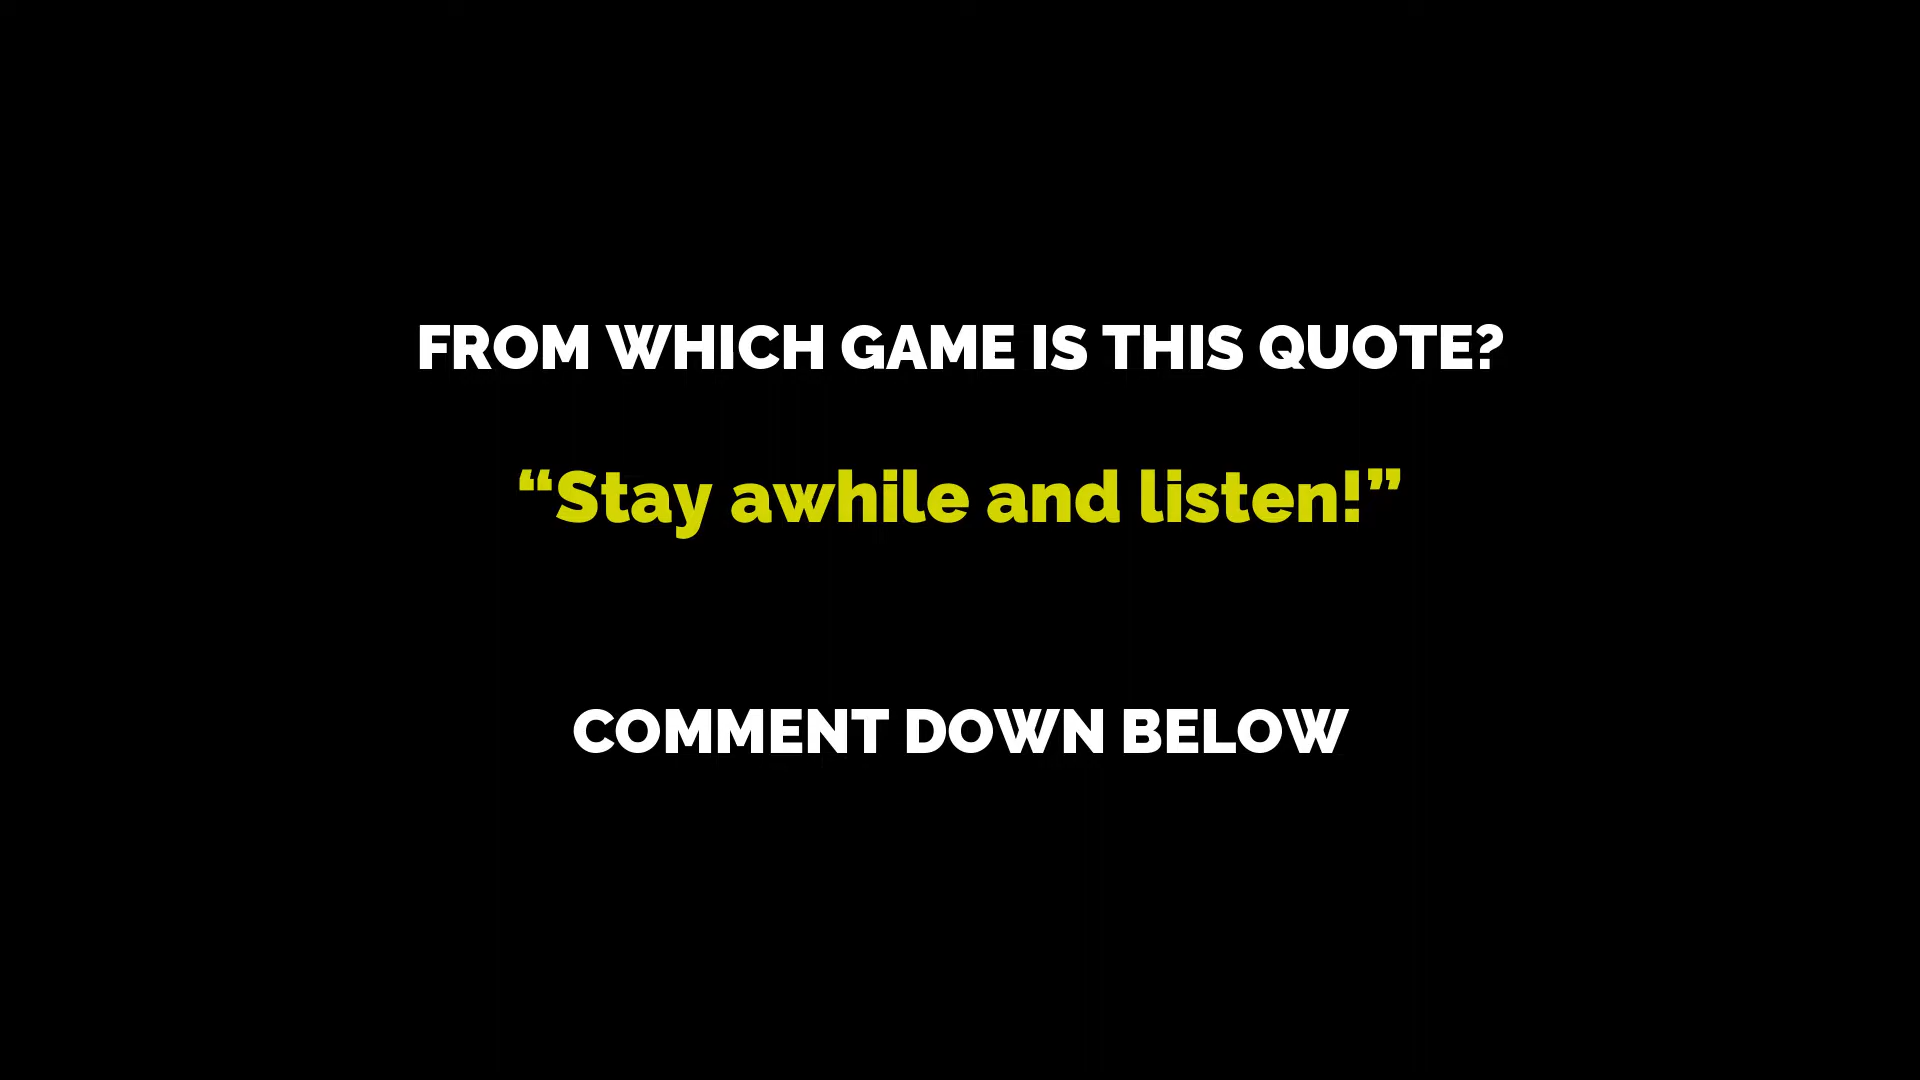 FROM WHICH GAME IS THIS QUOTE?
“Stay awhile and listen!”
COMMENT DOWN BELOW